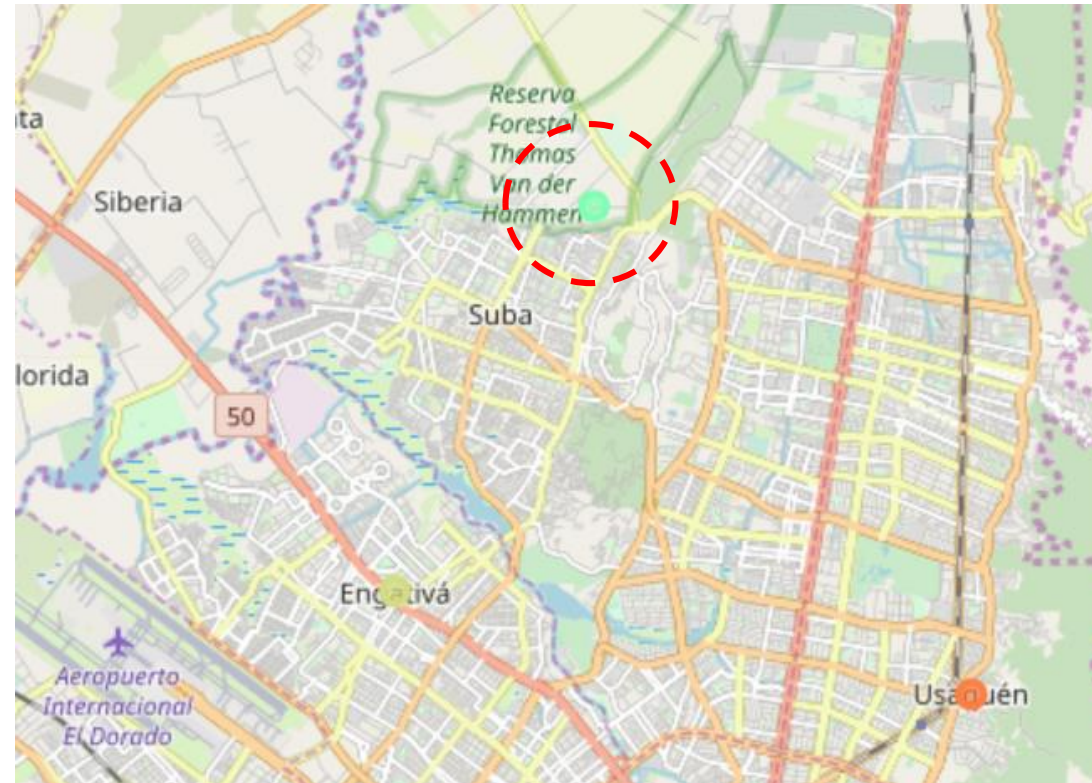 Reserva
Forestal
Thomas
Van der
Hammen
ta
Siberia
Suba
lorida
50
Engativá
Aeropuerto
Internacional
El Dorado
Usaquén